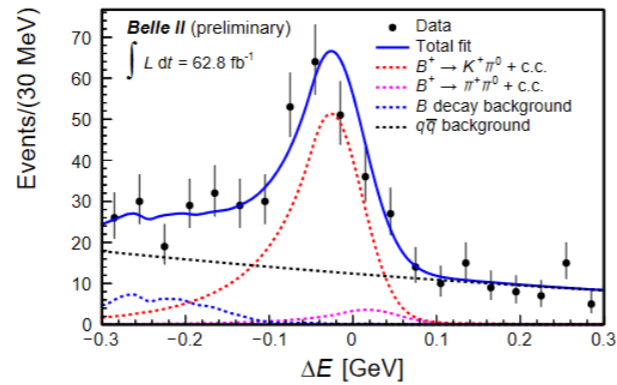 Belle II (preliminary)
∫ L dt = 62.8 fb⁻¹
Data
Total fit
B⁺ → K⁺π⁰ + c.c.
B⁺ → π⁺π⁰ + c.c.
B decay background
qq̅ background
Events/(30 MeV)
70
60
50
40
30
20
10
0
−0.3
−0.2
−0.1
0
0.1
0.2
0.3
ΔE [GeV]